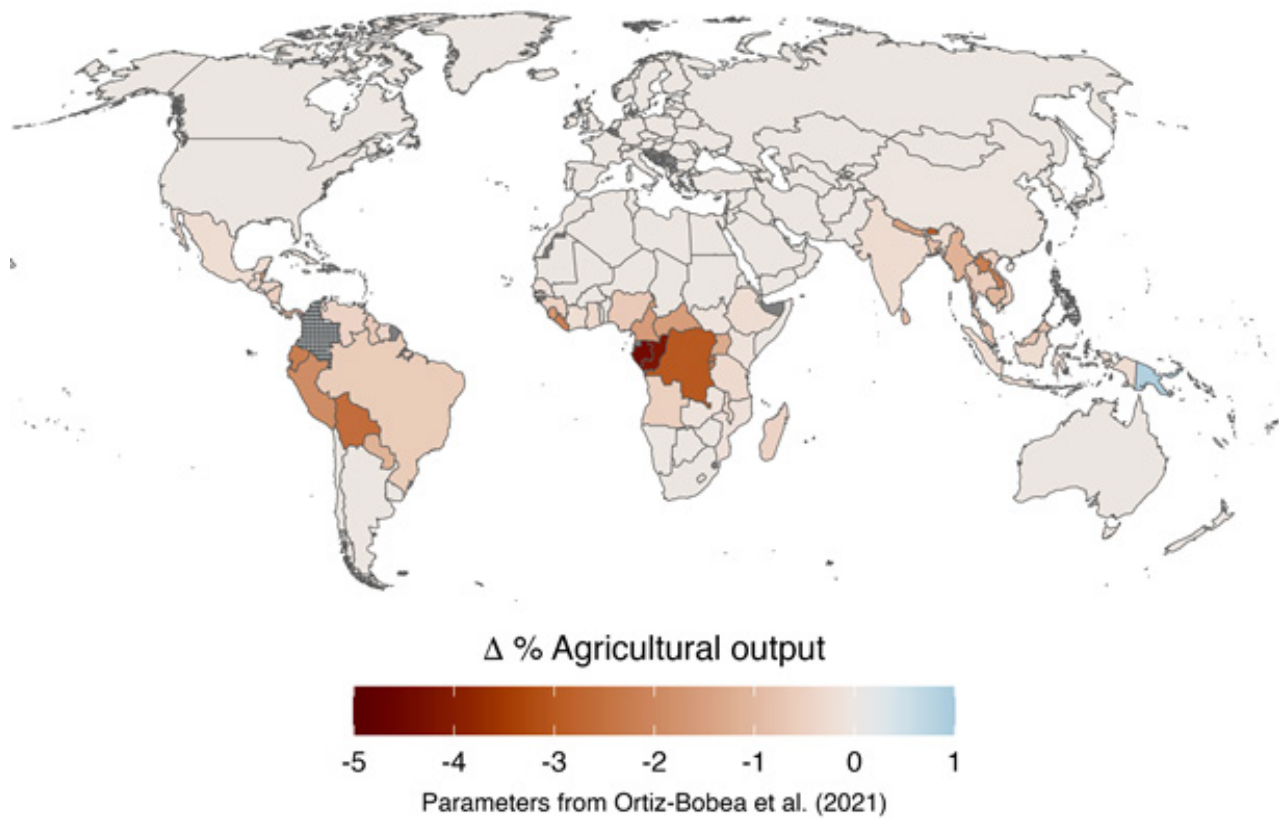 Δ % Agricultural output
-5 -4 -3 -2 -1 0 1
Parameters from Ortiz-Bobea et al. (2021)